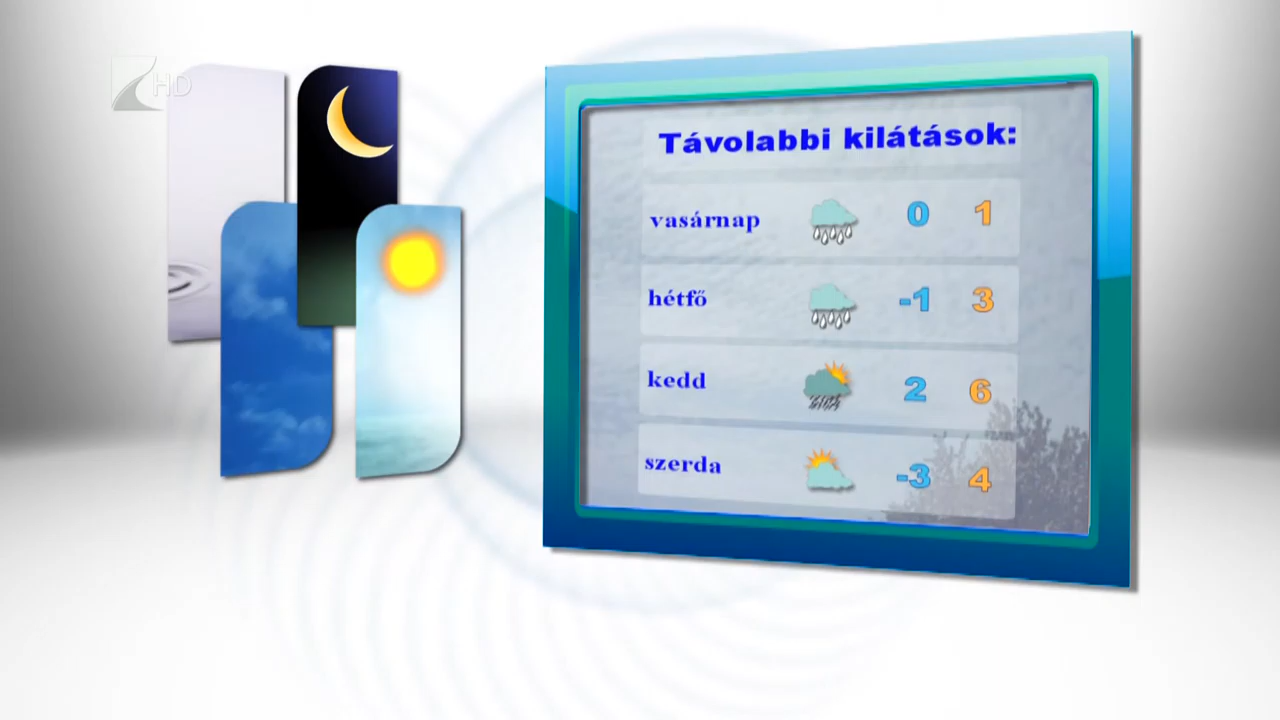 HD
Távolabbi kilátások:
vasárnap 0 1
hétfő -1 3
kedd 2 6
szerda -3 4